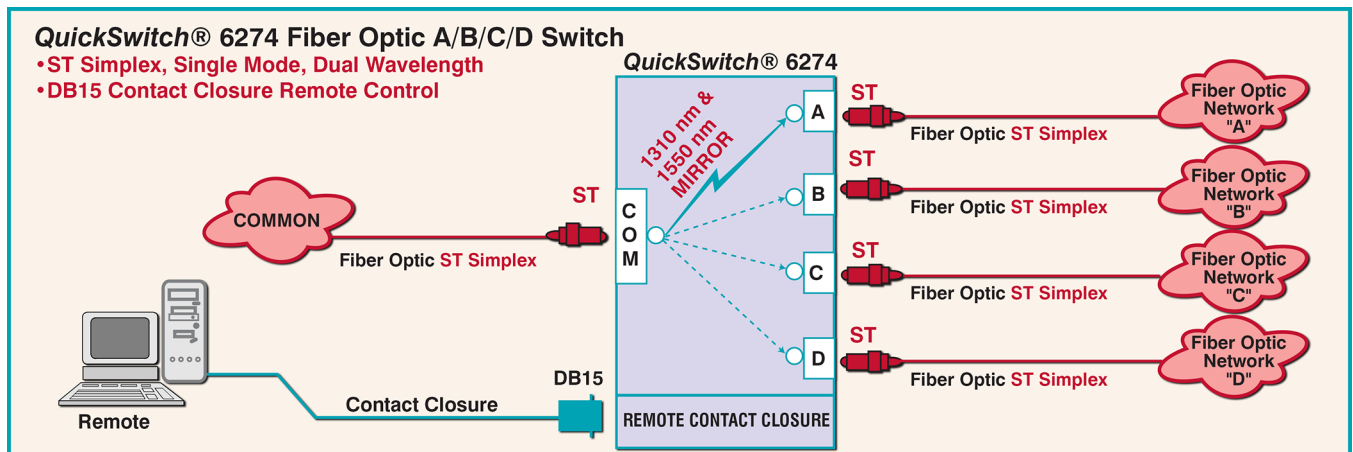 QuickSwitch® 6274 Fiber Optic A/B/C/D Switch
•ST Simplex, Single Mode, Dual Wavelength
•DB15 Contact Closure Remote Control
QuickSwitch® 6274
1310 nm &
1550 nm
MIRROR
COM
A
B
C
D
ST
Fiber Optic ST Simplex
Fiber Optic
Network
"A"
ST
Fiber Optic ST Simplex
Fiber Optic
Network
"B"
ST
Fiber Optic ST Simplex
Fiber Optic
Network
"C"
ST
Fiber Optic ST Simplex
Fiber Optic
Network
"D"
COMMON
ST
Fiber Optic ST Simplex
Remote
Contact Closure
DB15
REMOTE CONTACT CLOSURE